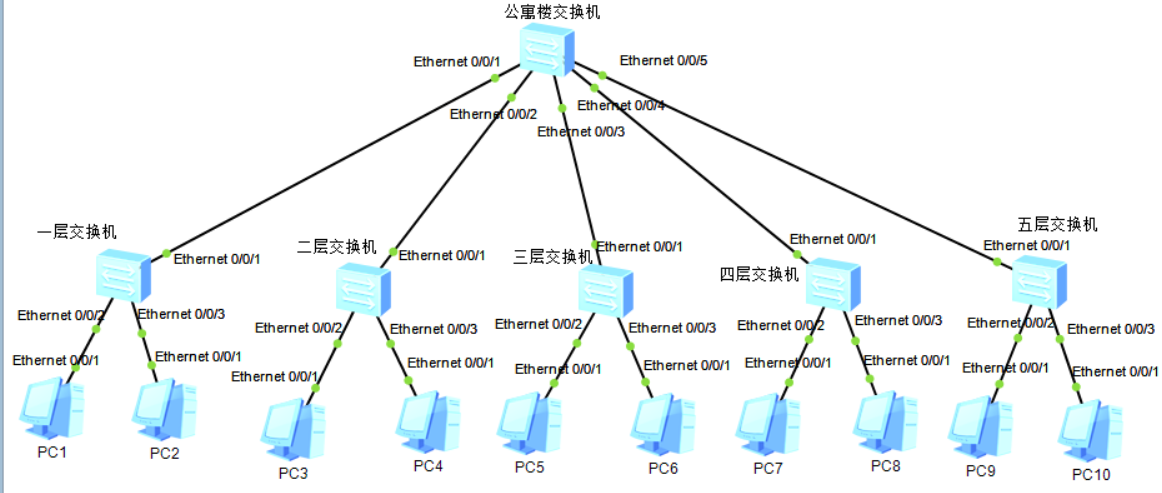 公寓楼交换机
Ethernet 0/0/1
Ethernet 0/0/5
Ethernet 0/0/2
Ethernet 0/0/4
Ethernet 0/0/3
一层交换机
Ethernet 0/0/1
Ethernet 0/0/2
Ethernet 0/0/3
Ethernet 0/0/1
Ethernet 0/0/1
PC1
PC2
二层交换机
Ethernet 0/0/1
Ethernet 0/0/2
Ethernet 0/0/3
Ethernet 0/0/1
Ethernet 0/0/1
PC3
PC4
三层交换机
Ethernet 0/0/1
Ethernet 0/0/2
Ethernet 0/0/3
Ethernet 0/0/1
Ethernet 0/0/1
PC5
PC6
四层交换机
Ethernet 0/0/1
Ethernet 0/0/2
Ethernet 0/0/3
Ethernet 0/0/1
Ethernet 0/0/1
PC7
PC8
五层交换机
Ethernet 0/0/1
Ethernet 0/0/2
Ethernet 0/0/3
Ethernet 0/0/1
Ethernet 0/0/1
PC9
PC10